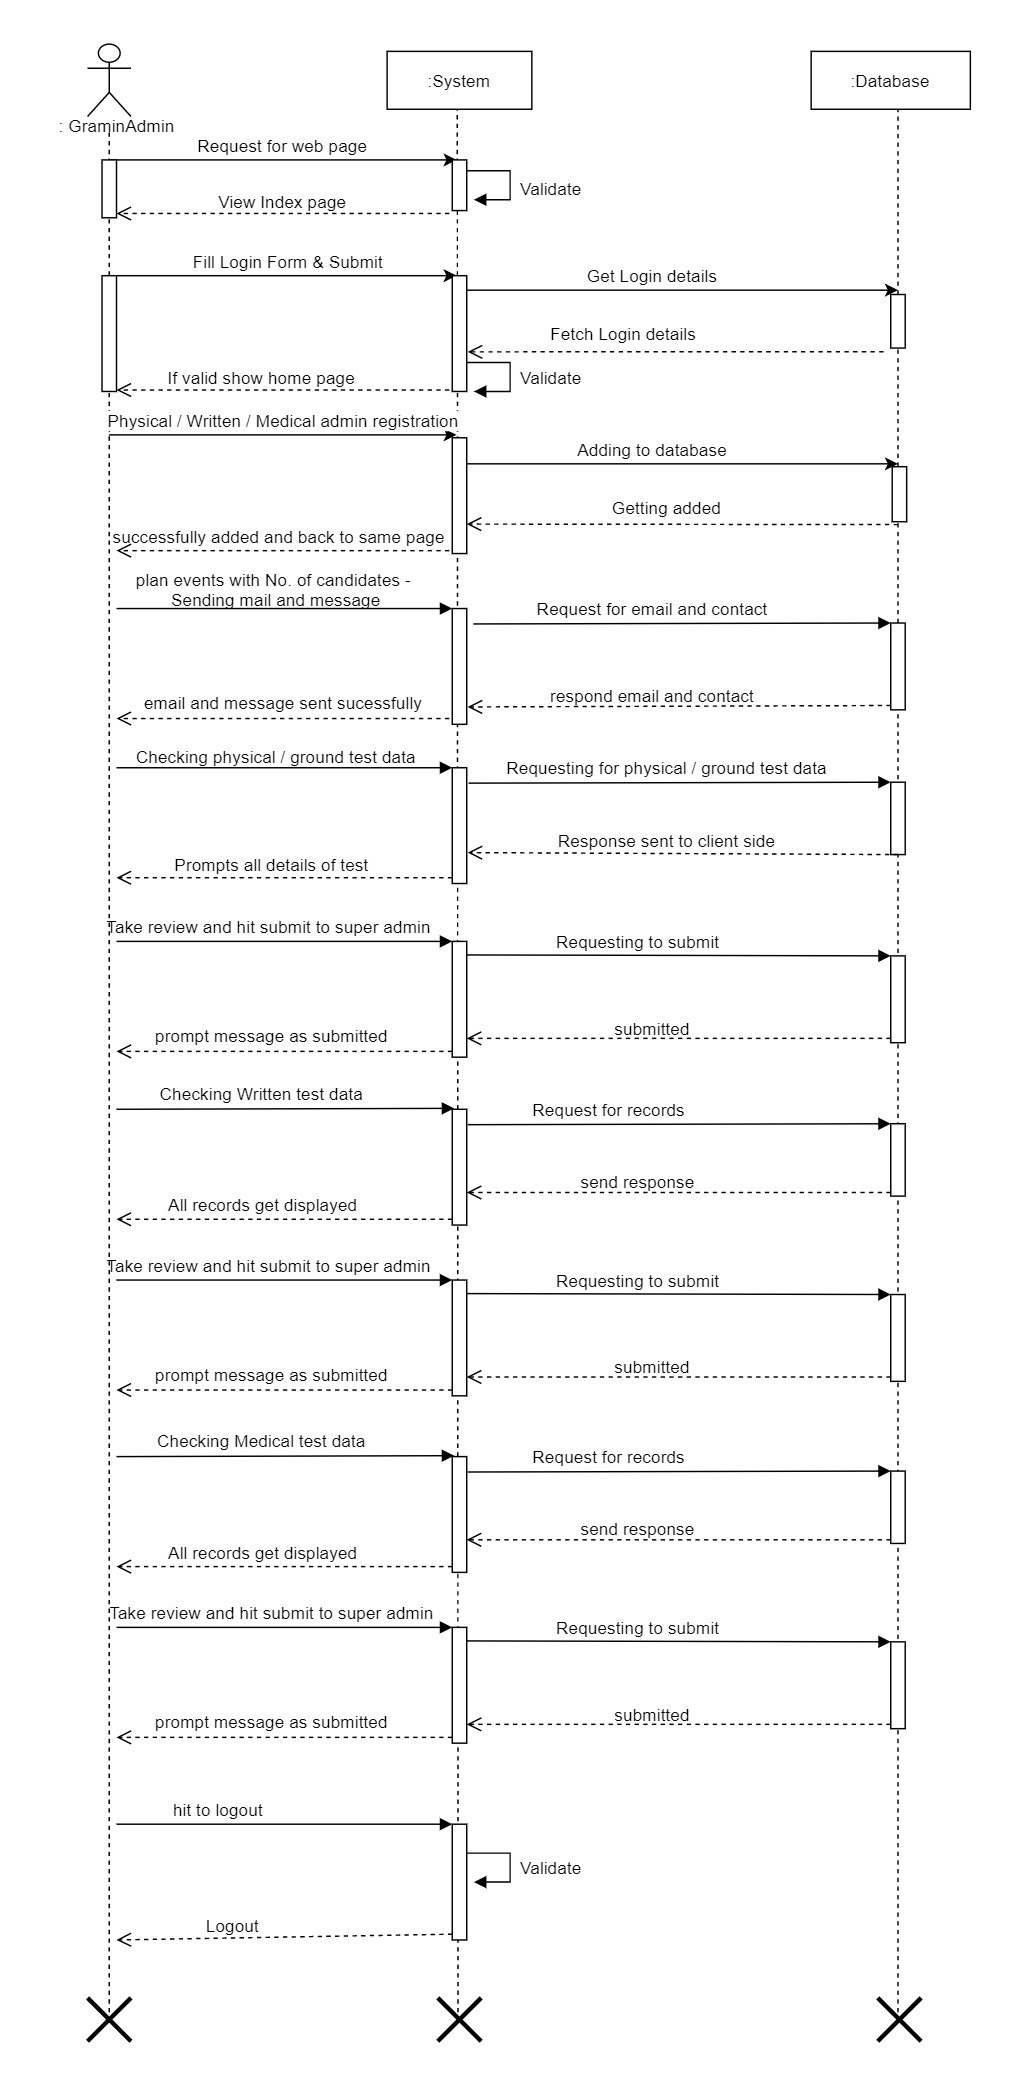 :System
:Database
: GraminAdmin
Request for web page
Validate
View Index page
Fill Login Form & Submit
Get Login details
Fetch Login details
If valid show home page
Validate
Physical / Written / Medical admin registration
Adding to database
Getting added
successfully added and back to same page
plan events with No. of candidates -
Sending mail and message
Request for email and contact
respond email and contact
email and message sent sucessfully
Checking physical / ground test data
Requesting for physical / ground test data
Response sent to client side
Prompts all details of test
Take review and hit submit to super admin
Requesting to submit
submitted
prompt message as submitted
Checking Written test data
Request for records
send response
All records get displayed
Take review and hit submit to super admin
Requesting to submit
submitted
prompt message as submitted
Checking Medical test data
Request for records
send response
All records get displayed
Take review and hit submit to super admin
Requesting to submit
submitted
prompt message as submitted
hit to logout
Validate
Logout